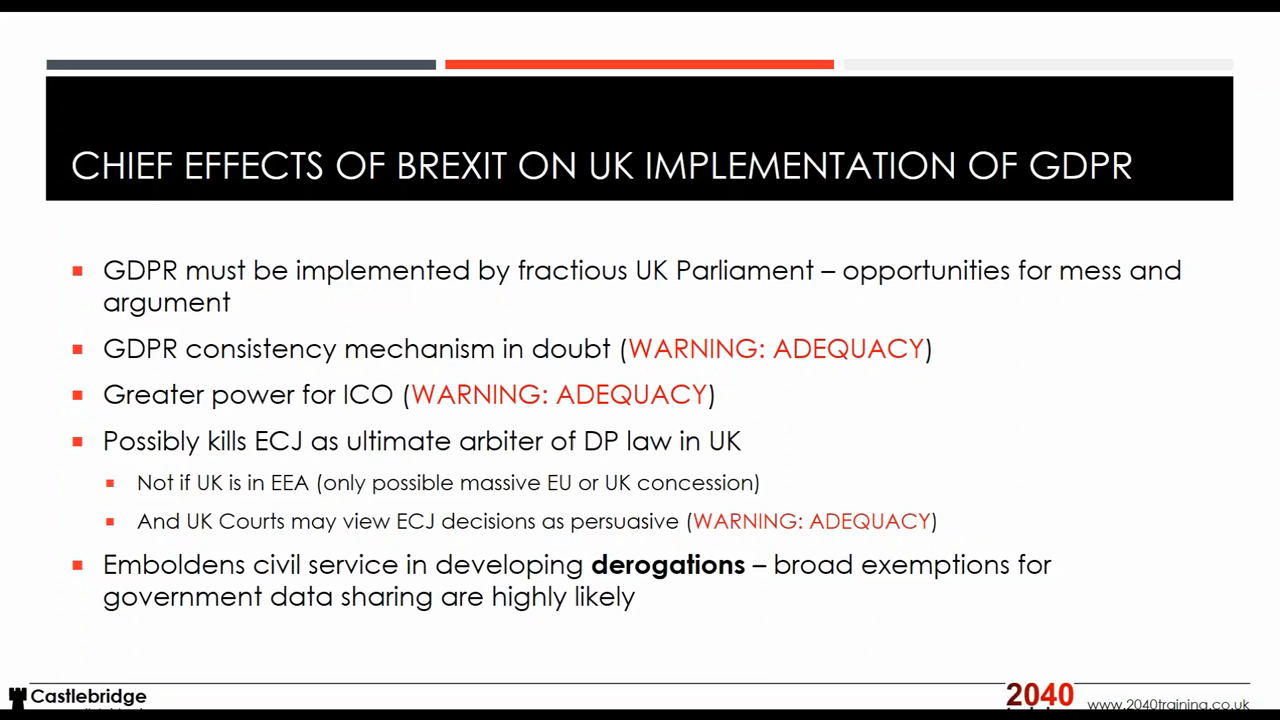 CHIEF EFFECTS OF BREXIT ON UK IMPLEMENTATION OF GDPR
GDPR must be implemented by fractious UK Parliament – opportunities for mess and
argument
GDPR consistency mechanism in doubt (WARNING: ADEQUACY)
Greater power for ICO (WARNING: ADEQUACY)
Possibly kills ECJ as ultimate arbiter of DP law in UK
Not if UK is in EEA (only possible massive EU or UK concession)
And UK Courts may view ECJ decisions as persuasive (WARNING: ADEQUACY)
Emboldens civil service in developing derogations – broad exemptions for
government data sharing are highly likely
Castlebridge
2040
www.2040training.co.uk